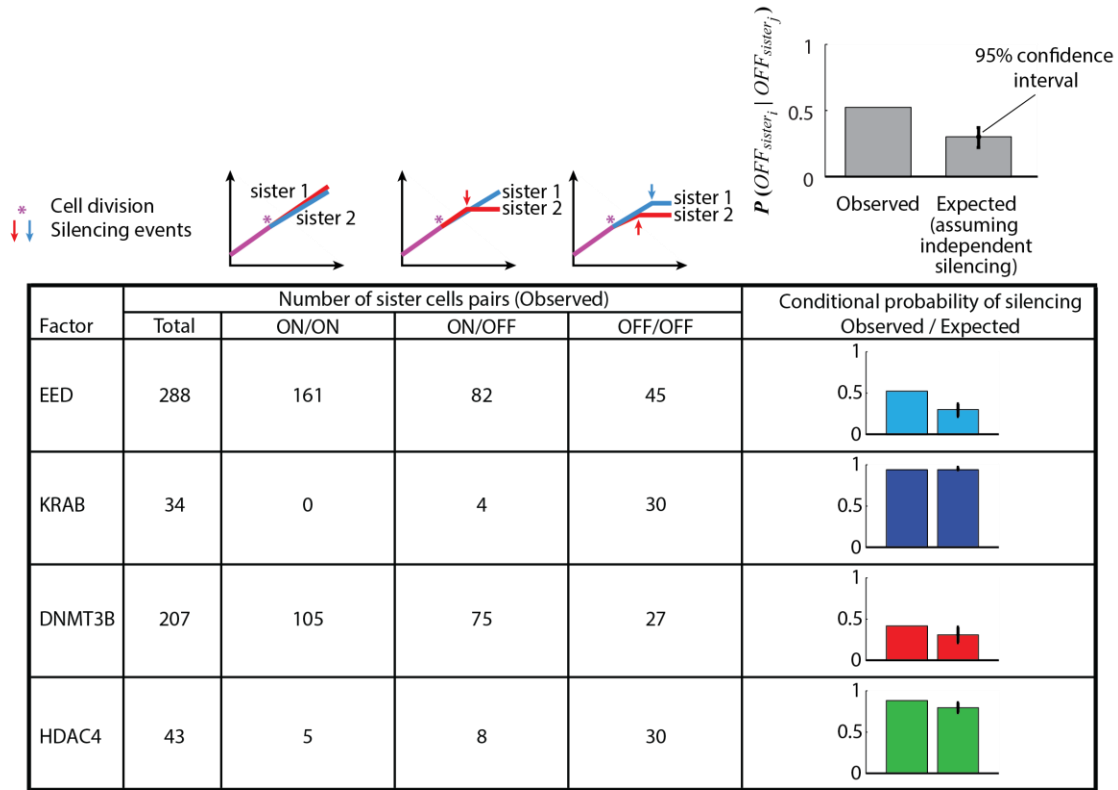 P(OFF_sister_i | OFF_sister_j)
1
0.5
0
95% confidence
interval
Observed
Expected
(assuming
independent
silencing)
* Cell division
Silencing events
*
sister 1
sister 2
*
sister 1
sister 2
*
sister 1
sister 2
Factor
Number of sister cells pairs (Observed)
Total ON/ON ON/OFF OFF/OFF
Conditional probability of silencing
Observed / Expected
EED 288 161 82 45
1
0.5
0
KRAB 34 0 4 30
1
0.5
0
DNMT3B 207 105 75 27
1
0.5
0
HDAC4 43 5 8 30
1
0.5
0